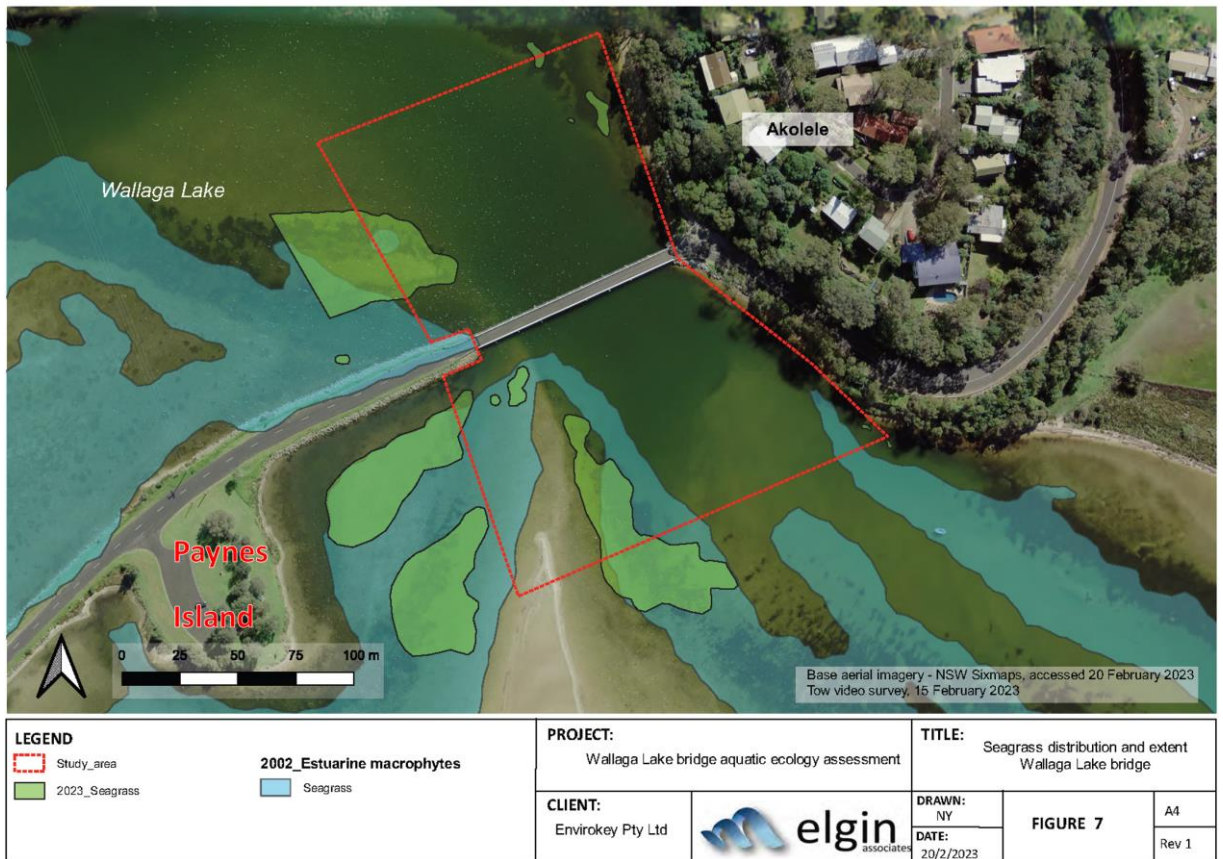 Akolele
Wallaga Lake
Paynes
Island
0 25 50 75 100 m
Base aerial imagery - NSW Sixmaps, accessed 20 February 2023
Tow video survey, 15 February 2023
LEGEND
Study_area
2023_Seagrass
2002_Estuarine macrophytes
Seagrass
PROJECT:
Wallaga Lake bridge aquatic ecology assessment
CLIENT:
Envirokey Pty Ltd
elgin
associates
TITLE:
Seagrass distribution and extent
Wallaga Lake bridge
DRAWN:
NY
DATE:
20/2/2023
FIGURE 7
A4
Rev 1